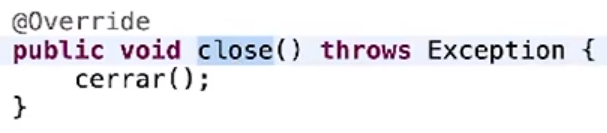 @Override
public void close() throws Exception {
    cerrar();
}